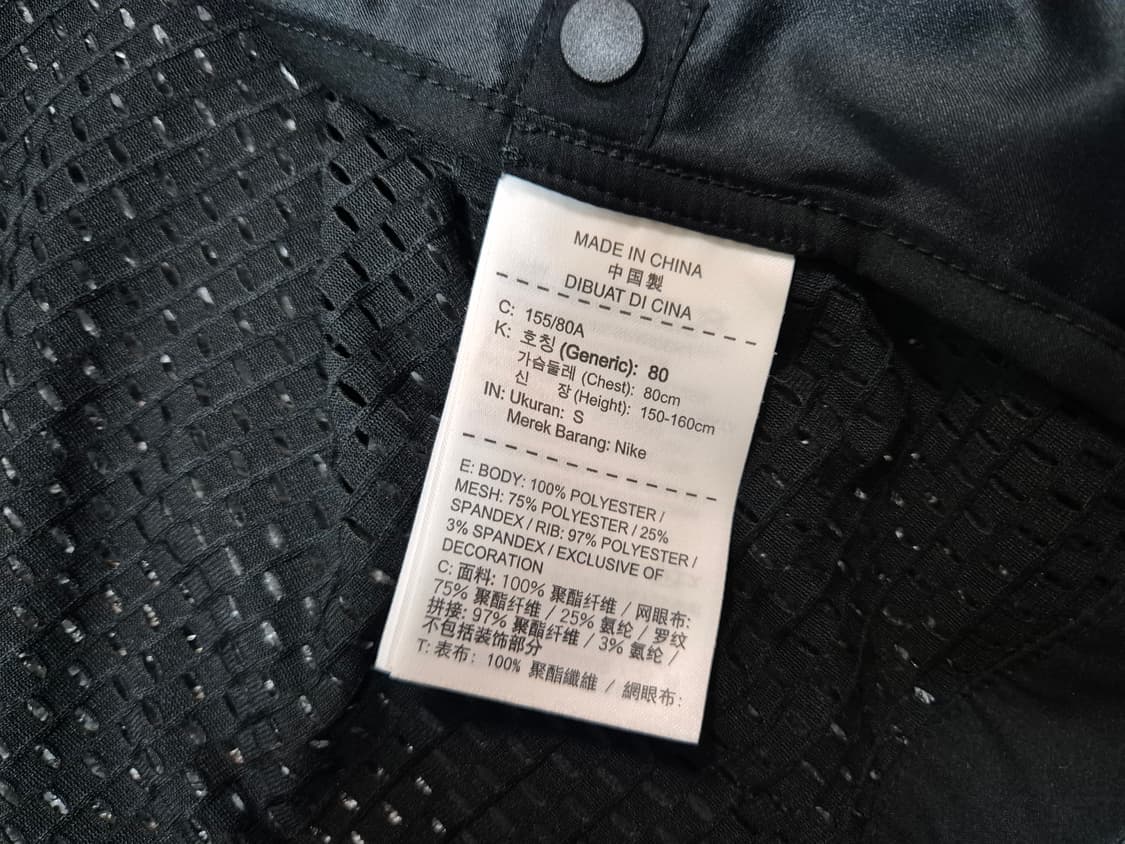 MADE IN CHINA
中国製
DIBUAT DI CINA
C: 155/80A
K: 호칭 (Generic): 80
가슴둘레 (Chest): 80cm
신 장 (Height): 150-160cm
IN: Ukuran: S
Merek Barang: Nike
E: BODY: 100% POLYESTER /
MESH: 75% POLYESTER / 25%
SPANDEX / RIB: 97% POLYESTER /
3% SPANDEX / EXCLUSIVE OF
DECORATION
C: 面料: 100% 聚酯纤维 / 网眼布:
75% 聚酯纤维 / 25% 氨纶 / 罗纹
拼接: 97% 聚酯纤维 / 3% 氨纶 /
不包括装饰部分
T: 表布: 100% 聚酯纖維 / 網眼布: